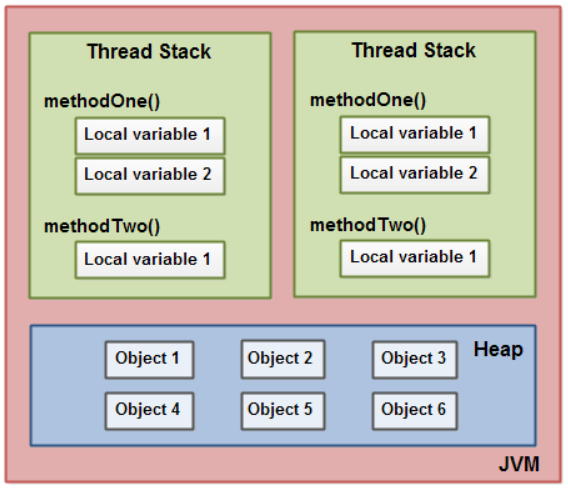 Thread Stack
methodOne()
Local variable 1
Local variable 2
methodTwo()
Local variable 1
Thread Stack
methodOne()
Local variable 1
Local variable 2
methodTwo()
Local variable 1
Heap
Object 1
Object 2
Object 3
Object 4
Object 5
Object 6
JVM